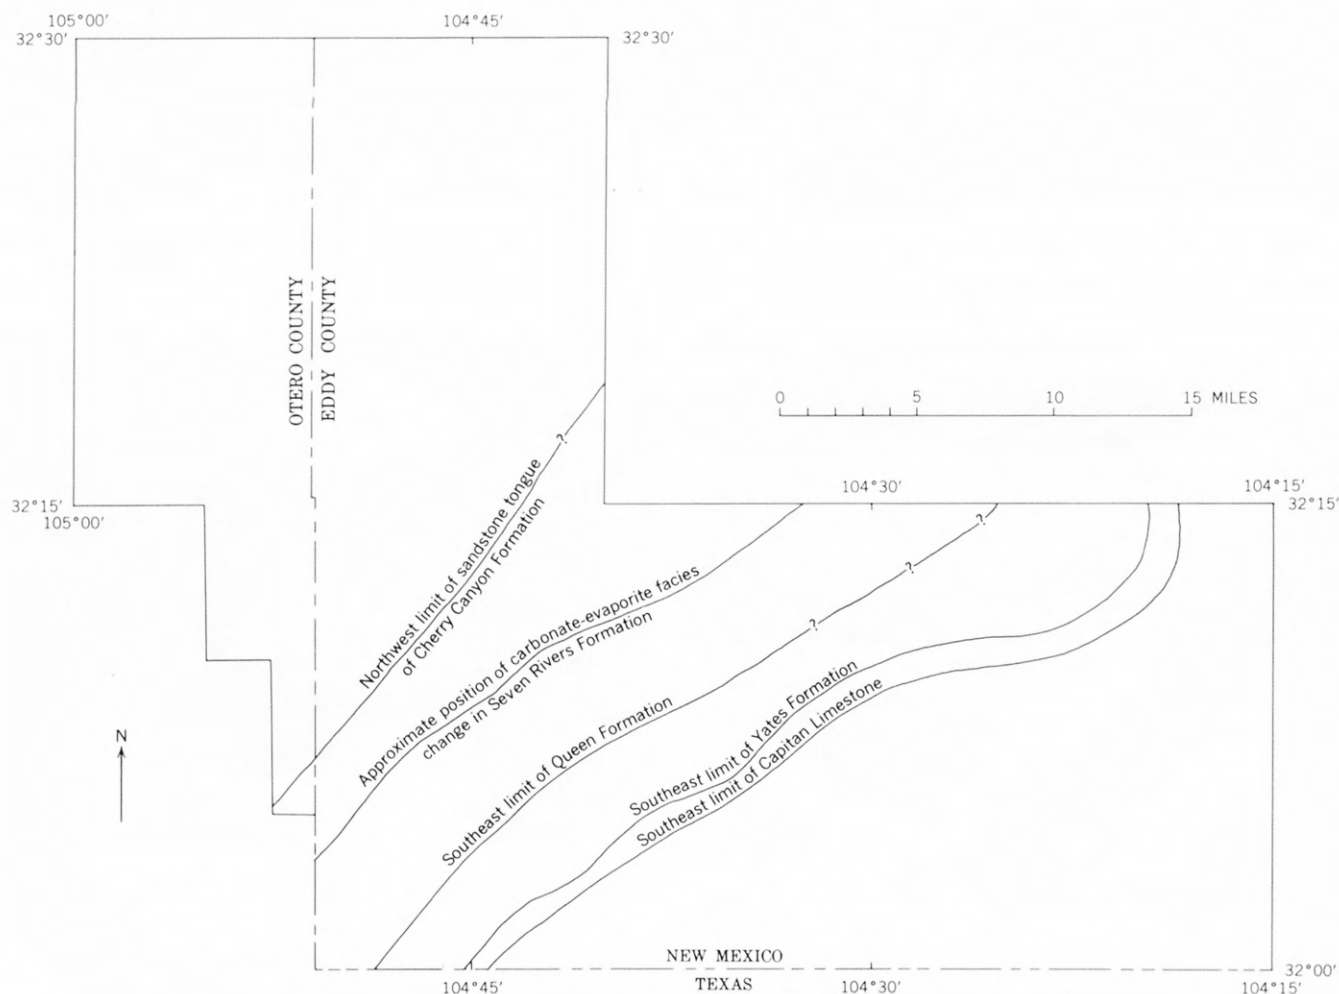 105°00′
104°45′
32°30′
32°30′
OTERO COUNTY
EDDY COUNTY
0 5 10 15 MILES
32°15′
105°00′
104°30′
104°15′
32°15′
?
Northwest limit of sandstone tongue
of Cherry Canyon Formation
Approximate position of carbonate-evaporite facies
change in Seven Rivers Formation
?
?
?
Southeast limit of Queen Formation
Southeast limit of Yates Formation
Southeast limit of Capitan Limestone
N
NEW MEXICO
TEXAS
32°00′
104°45′
104°30′
104°15′